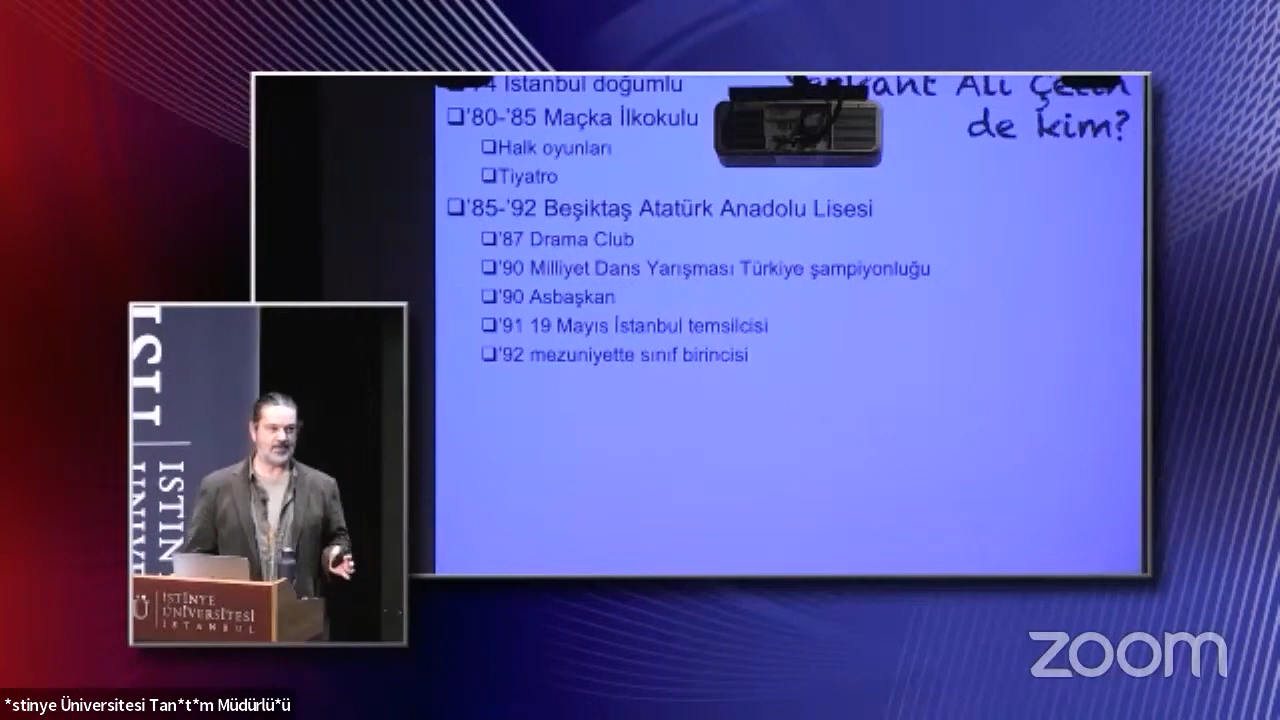 '74 İstanbul doğumlu
Ali Çetin
de kim?
❑'80-'85 Maçka İlkokulu
❑Halk oyunları
❑Tiyatro
❑'85-'92 Beşiktaş Atatürk Anadolu Lisesi
❑'87 Drama Club
❑'90 Milliyet Dans Yarışması Türkiye şampiyonluğu
❑'90 Asbaşkan
❑'91 19 Mayıs İstanbul temsilcisi
❑'92 mezuniyette sınıf birincisi
İSTİNYE
ÜNİVERSİTESİ
İSTANBUL
zoom
*stinye Üniversitesi Tan*t*m Müdürlü*ü